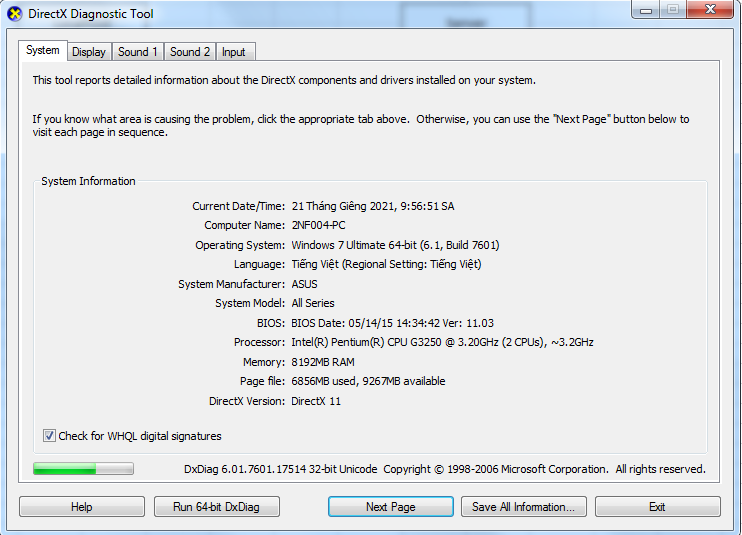 DirectX Diagnostic Tool
System Display Sound 1 Sound 2 Input
This tool reports detailed information about the DirectX components and drivers installed on your system.
If you know what area is causing the problem, click the appropriate tab above.  Otherwise, you can use the "Next Page" button below to
visit each page in sequence.
System Information
Current Date/Time: 21 Tháng Giêng 2021, 9:56:51 SA
Computer Name: 2NF004-PC
Operating System: Windows 7 Ultimate 64-bit (6.1, Build 7601)
Language: Tiếng Việt (Regional Setting: Tiếng Việt)
System Manufacturer: ASUS
System Model: All Series
BIOS: BIOS Date: 05/14/15 14:34:42 Ver: 11.03
Processor: Intel(R) Pentium(R) CPU G3250 @ 3.20GHz (2 CPUs), ~3.2GHz
Memory: 8192MB RAM
Page file: 6856MB used, 9267MB available
DirectX Version: DirectX 11
Check for WHQL digital signatures
DxDiag 6.01.7601.17514 32-bit Unicode  Copyright © 1998-2006 Microsoft Corporation.  All rights reserved.
Help Run 64-bit DxDiag Next Page Save All Information... Exit